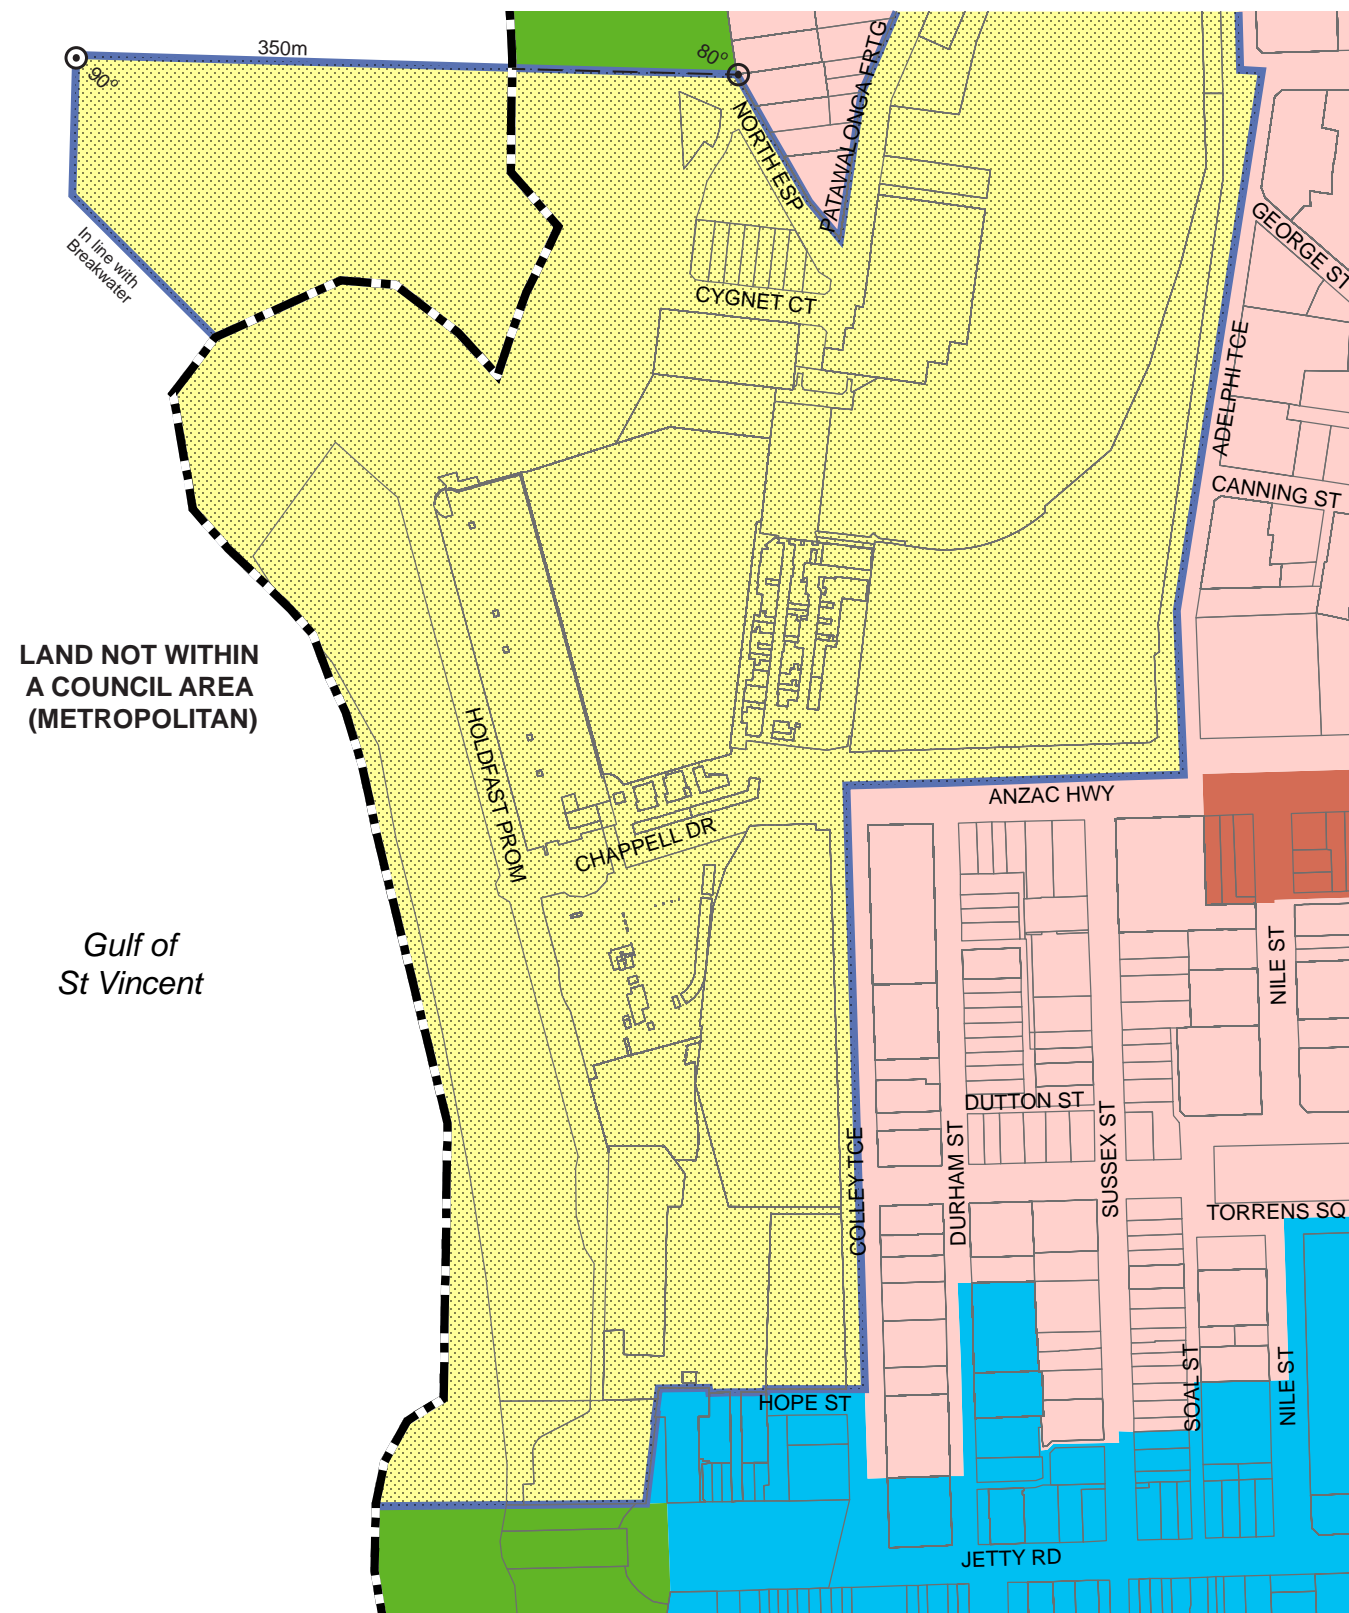 350m
80°
90°
PATAWALONGA FRTG
NORTH ESP
In line with
Breakwater
GEORGE ST
CYGNET CT
ADELPHI TCE
CANNING ST
LAND NOT WITHIN
A COUNCIL AREA
(METROPOLITAN)
HOLDFAST PROM
ANZAC HWY
CHAPPELL DR
Gulf of
St Vincent
NILE ST
DUTTON ST
SUSSEX ST
DURHAM ST
COLLEY TCE
TORRENS SQ
SOAL ST
NILE ST
HOPE ST
JETTY RD